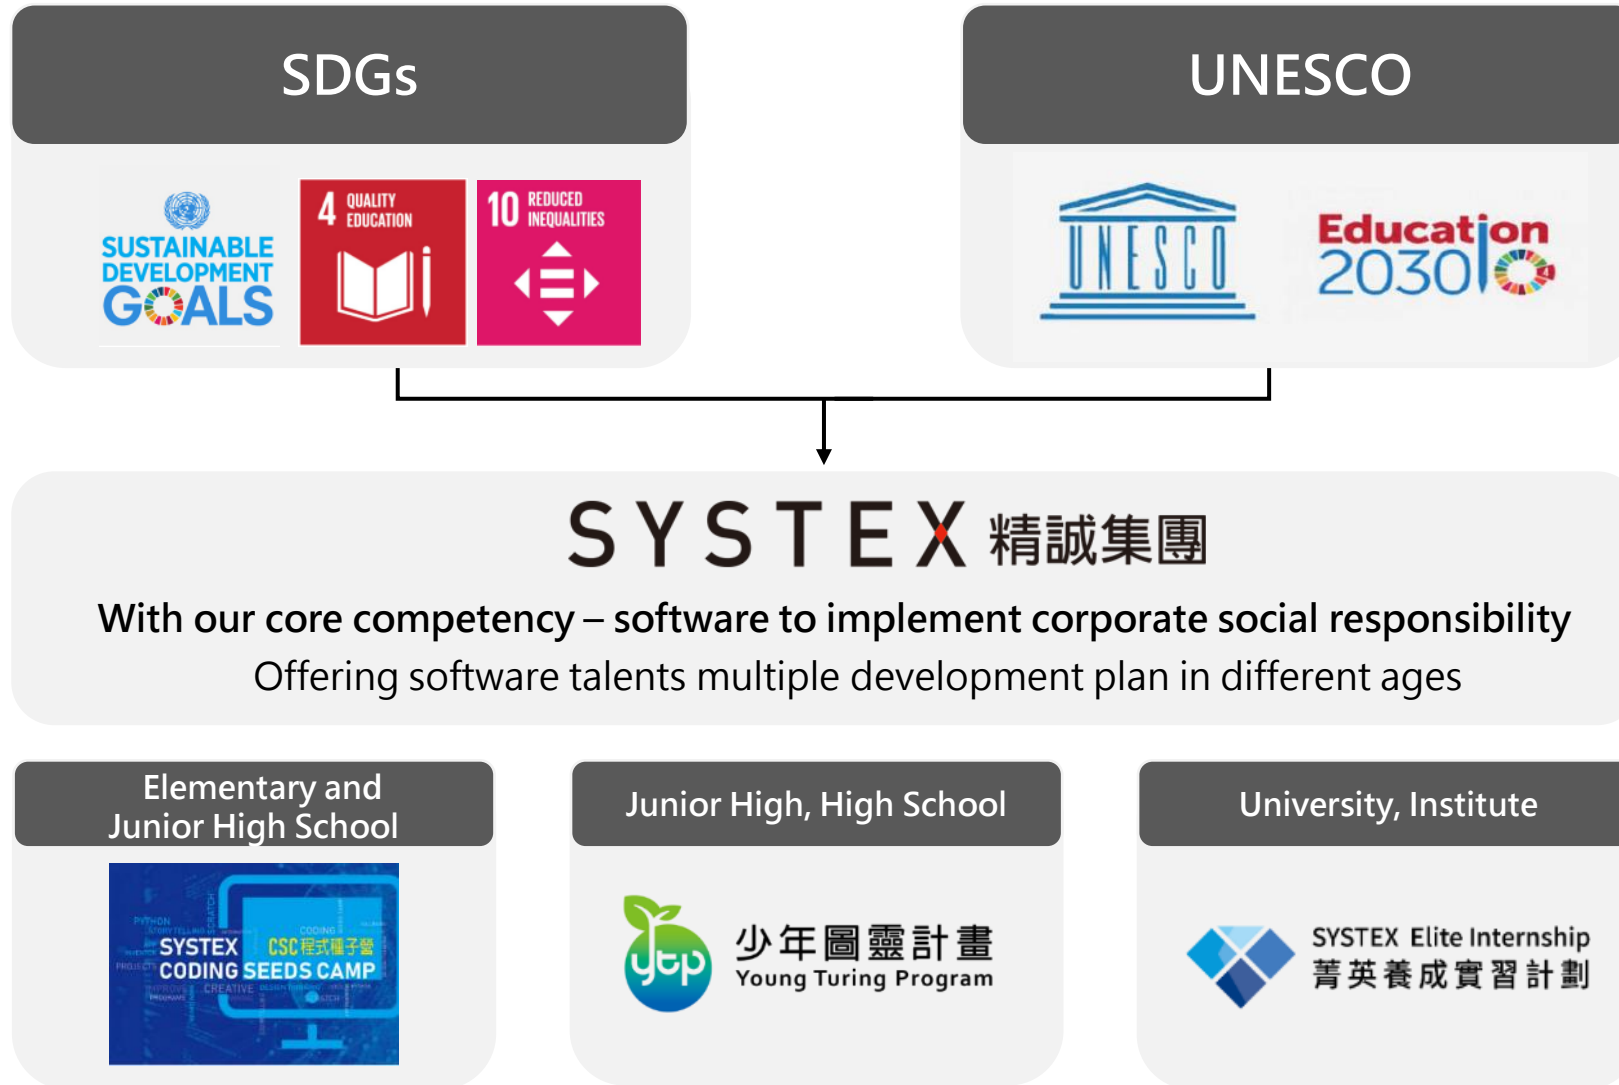 SDGs
UNESCO
SUSTAINABLE
DEVELOPMENT
GOALS
4 QUALITY
EDUCATION
10 REDUCED
INEQUALITIES
UNESCO
Education
2030
SYSTEX 精誠集團
With our core competency – software to implement corporate social responsibility
Offering software talents multiple development plan in different ages
Elementary and
Junior High School
PYTHON
SCRATCH
CODING
SYSTEX CSC程式種子營
CODING SEEDS CAMP
CREATIVE
Junior High, High School
ytp
少年圖靈計畫
Young Turing Program
University, Institute
SYSTEX Elite Internship
菁英養成實習計劃